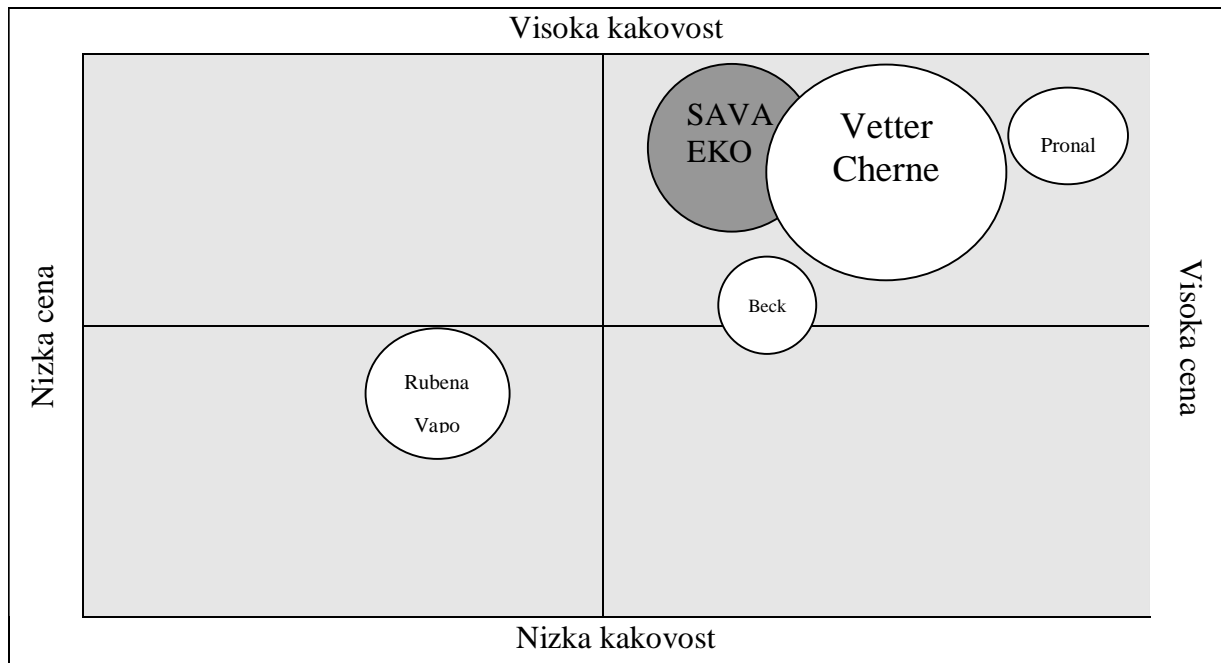 Visoka kakovost
SAVA
EKO
Vetter
Cherne
Pronal
Nizka cena
Visoka cena
Beck
Rubena
Vapo
Nizka kakovost